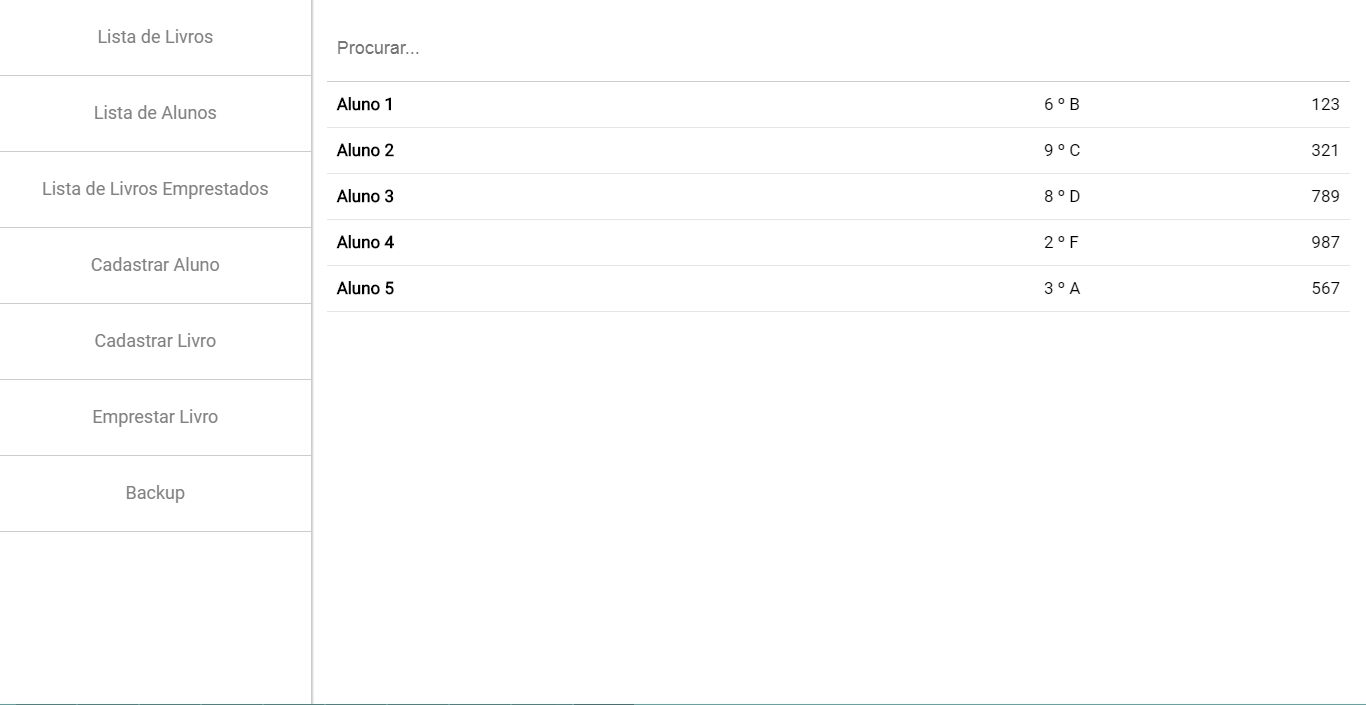 Lista de Livros
Lista de Alunos
Lista de Livros Emprestados
Cadastrar Aluno
Cadastrar Livro
Emprestar Livro
Backup
Procurar...
Aluno 1 6 º B 123
Aluno 2 9 º C 321
Aluno 3 8 º D 789
Aluno 4 2 º F 987
Aluno 5 3 º A 567